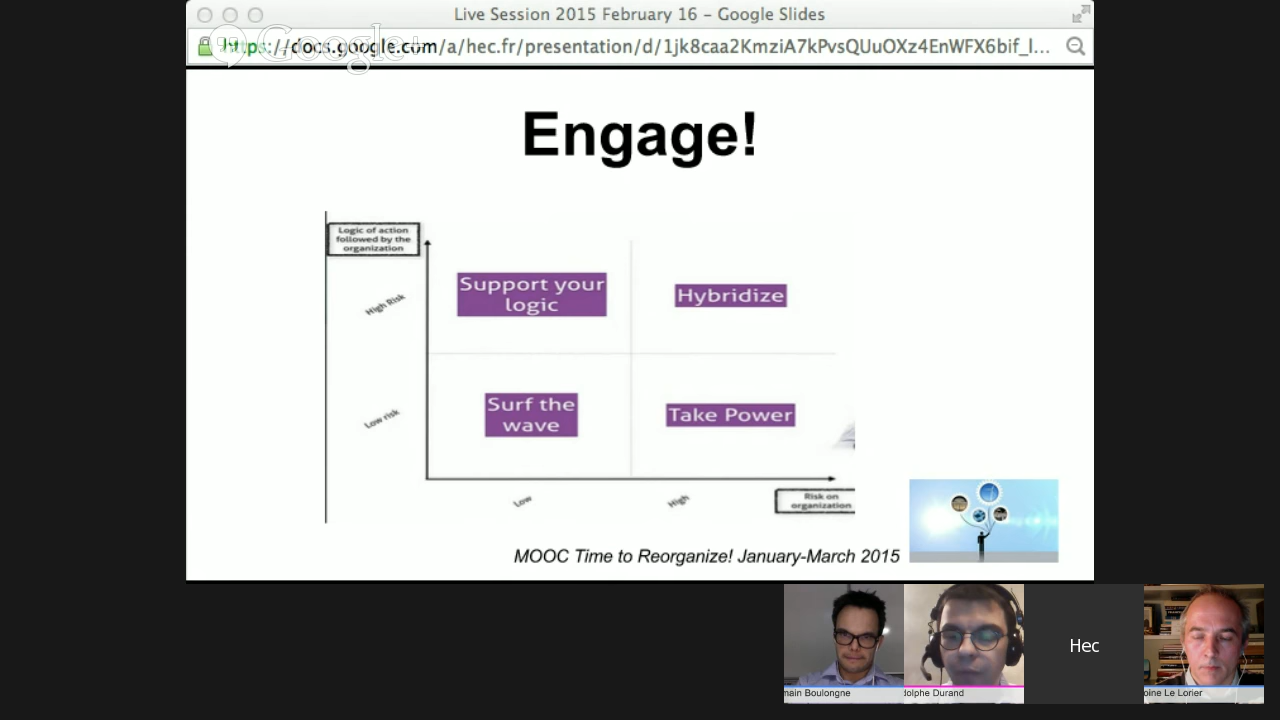 Live Session 2015 February 16 – Google Slides
https://docs.google.com/a/hec.fr/presentation/d/1jk8caa2KmziA7kPvsQUuOXz4EnWFX6bif_l...
Google+
Engage!
Logic of action
followed by the
organization
High Risk
Support your
logic
Hybridize
Low risk
Surf the
wave
Take Power
Low
High
Risk on
organization
MOOC Time to Reorganize! January-March 2015
Hec
main Boulongne
dolphe Durand
oine Le Lorier